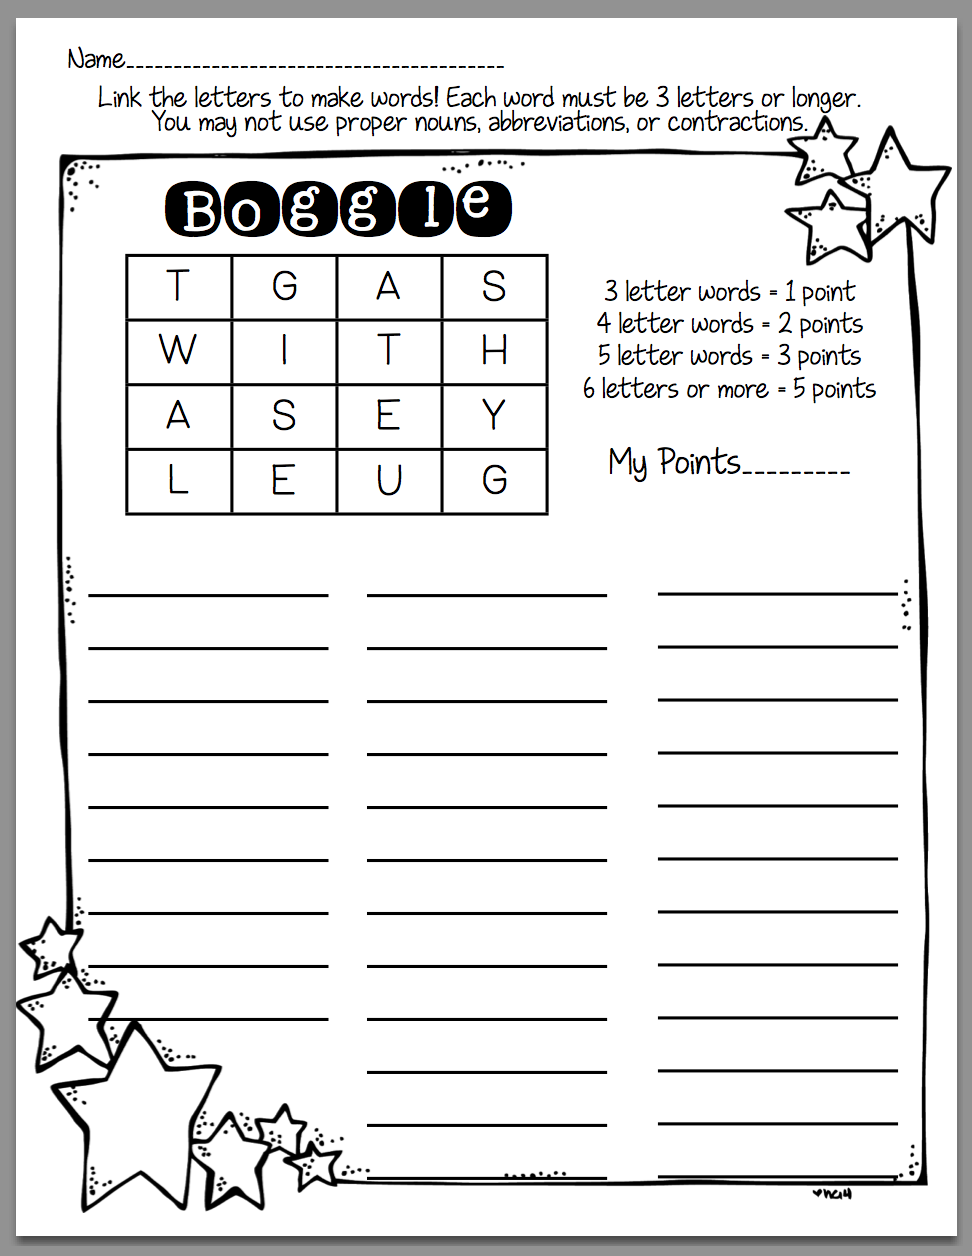 Name
Link the letters to make words! Each word must be 3 letters or longer.
You may not use proper nouns, abbreviations, or contractions.
Boggle
T G A S
W I T H
A S E Y
L E U G
3 letter words = 1 point
4 letter words = 2 points
5 letter words = 3 points
6 letters or more = 5 points
My Points